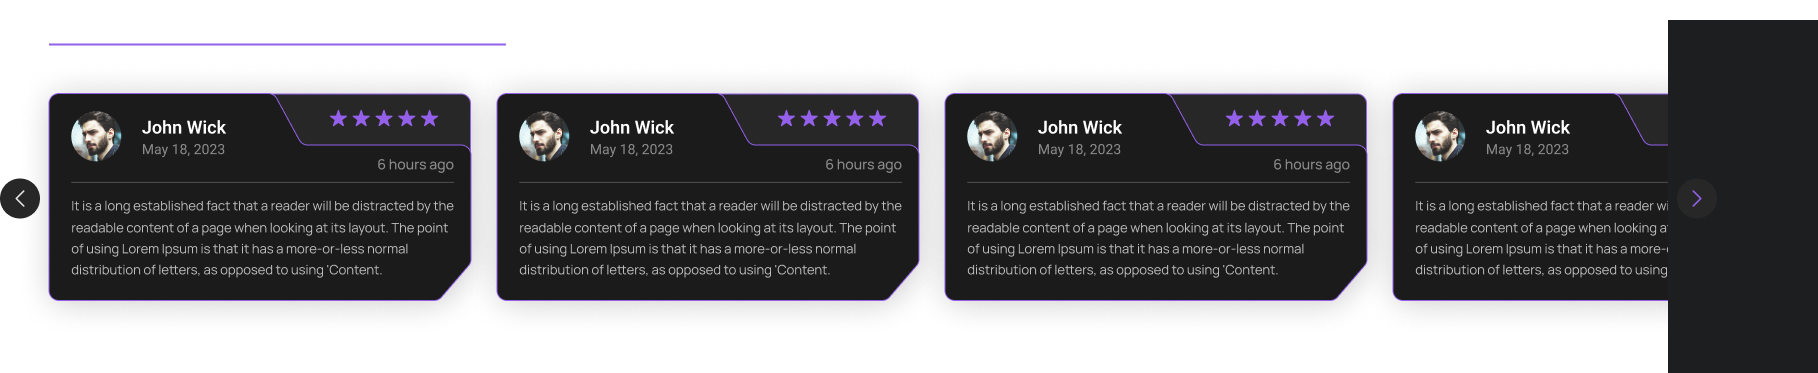 John Wick
May 18, 2023
6 hours ago
It is a long established fact that a reader will be distracted by the
readable content of a page when looking at its layout. The point
of using Lorem Ipsum is that it has a more-or-less normal
distribution of letters, as opposed to using 'Content.
John Wick
May 18, 2023
6 hours ago
It is a long established fact that a reader will be distracted by the
readable content of a page when looking at its layout. The point
of using Lorem Ipsum is that it has a more-or-less normal
distribution of letters, as opposed to using 'Content.
John Wick
May 18, 2023
6 hours ago
It is a long established fact that a reader will be distracted by the
readable content of a page when looking at its layout. The point
of using Lorem Ipsum is that it has a more-or-less normal
distribution of letters, as opposed to using 'Content.
John Wick
May 18, 2023
It is a long established fact that a reader
readable content of a page when looking
of using Lorem Ipsum is that it has a more-
distribution of letters, as opposed to using